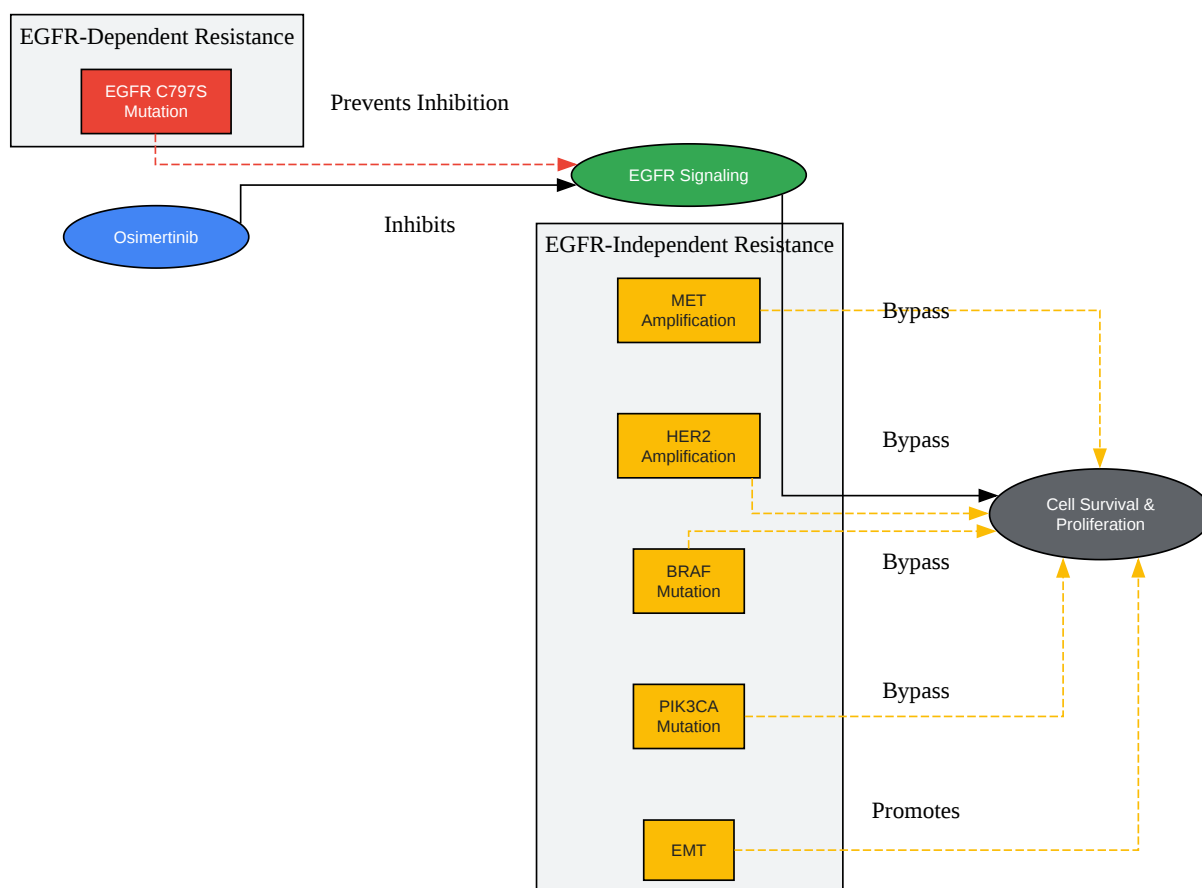 EGFR-Dependent Resistance
EGFR C797S
Mutation
Prevents Inhibition
EGFR Signaling
Inhibits
Osimertinib
EGFR-Independent Resistance
MET
Amplification
Bypass
HER2
Amplification
Bypass
Cell Survival &
Proliferation
BRAF
Mutation
Bypass
PIK3CA
Mutation
Bypass
EMT
Promotes